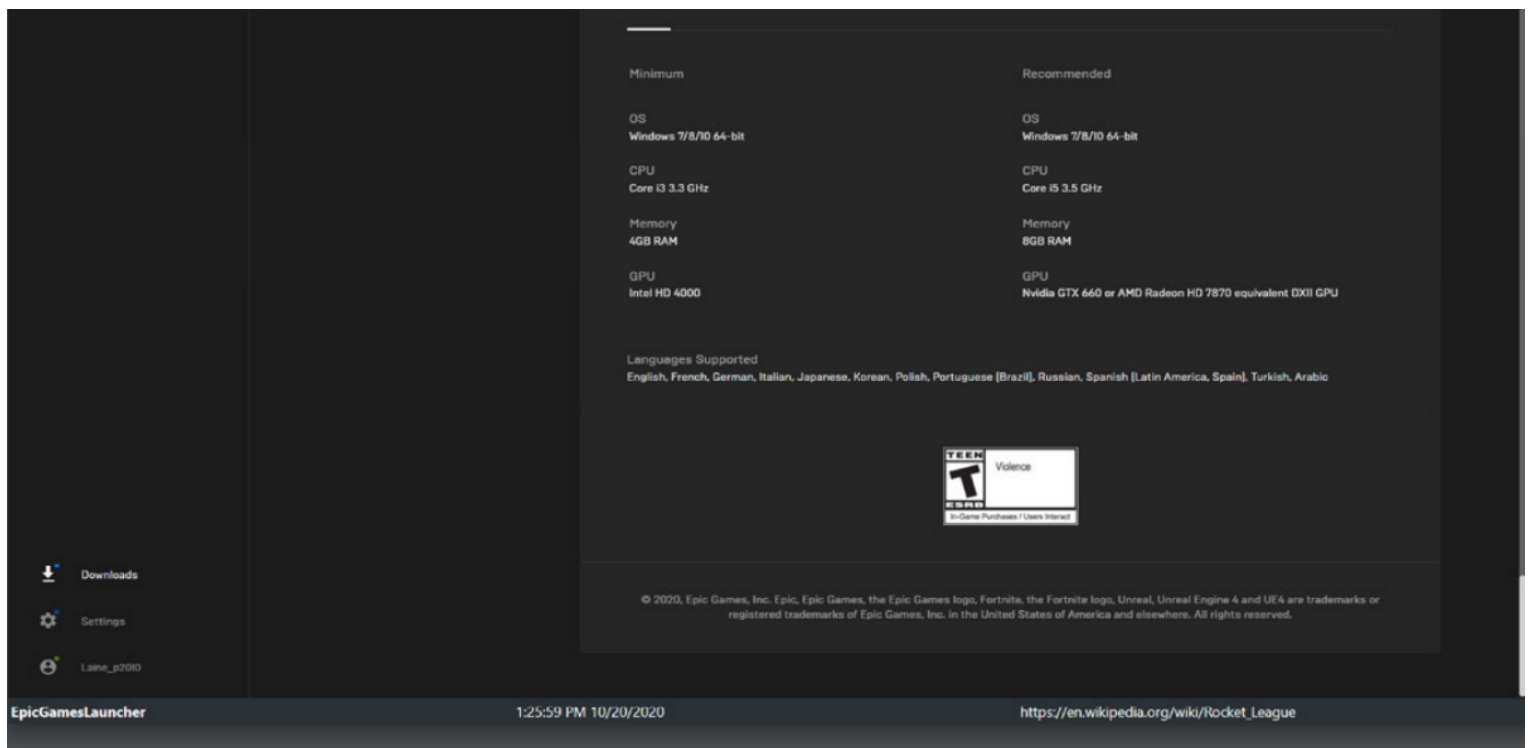 Minimum
Recommended
OS
Windows 7/8/10 64-bit
OS
Windows 7/8/10 64-bit
CPU
Core i3 3.3 GHz
CPU
Core i5 3.5 GHz
Memory
4GB RAM
Memory
8GB RAM
GPU
Intel HD 4000
GPU
Nvidia GTX 660 or AMD Radeon HD 7870 equivalent DX11 GPU
Languages Supported
English, French, German, Italian, Japanese, Korean, Polish, Portuguese (Brazil), Russian, Spanish (Latin America, Spain), Turkish, Arabic
TEEN
T
ESRB
Violence
In-Game Purchases / Users Interact
Downloads
Settings
Laine_p2010
© 2020, Epic Games, Inc. Epic, Epic Games, the Epic Games logo, Fortnite, the Fortnite logo, Unreal, Unreal Engine 4 and UE4 are trademarks or
registered trademarks of Epic Games, Inc. in the United States of America and elsewhere. All rights reserved.
EpicGamesLauncher
1:25:59 PM 10/20/2020
https://en.wikipedia.org/wiki/Rocket_League